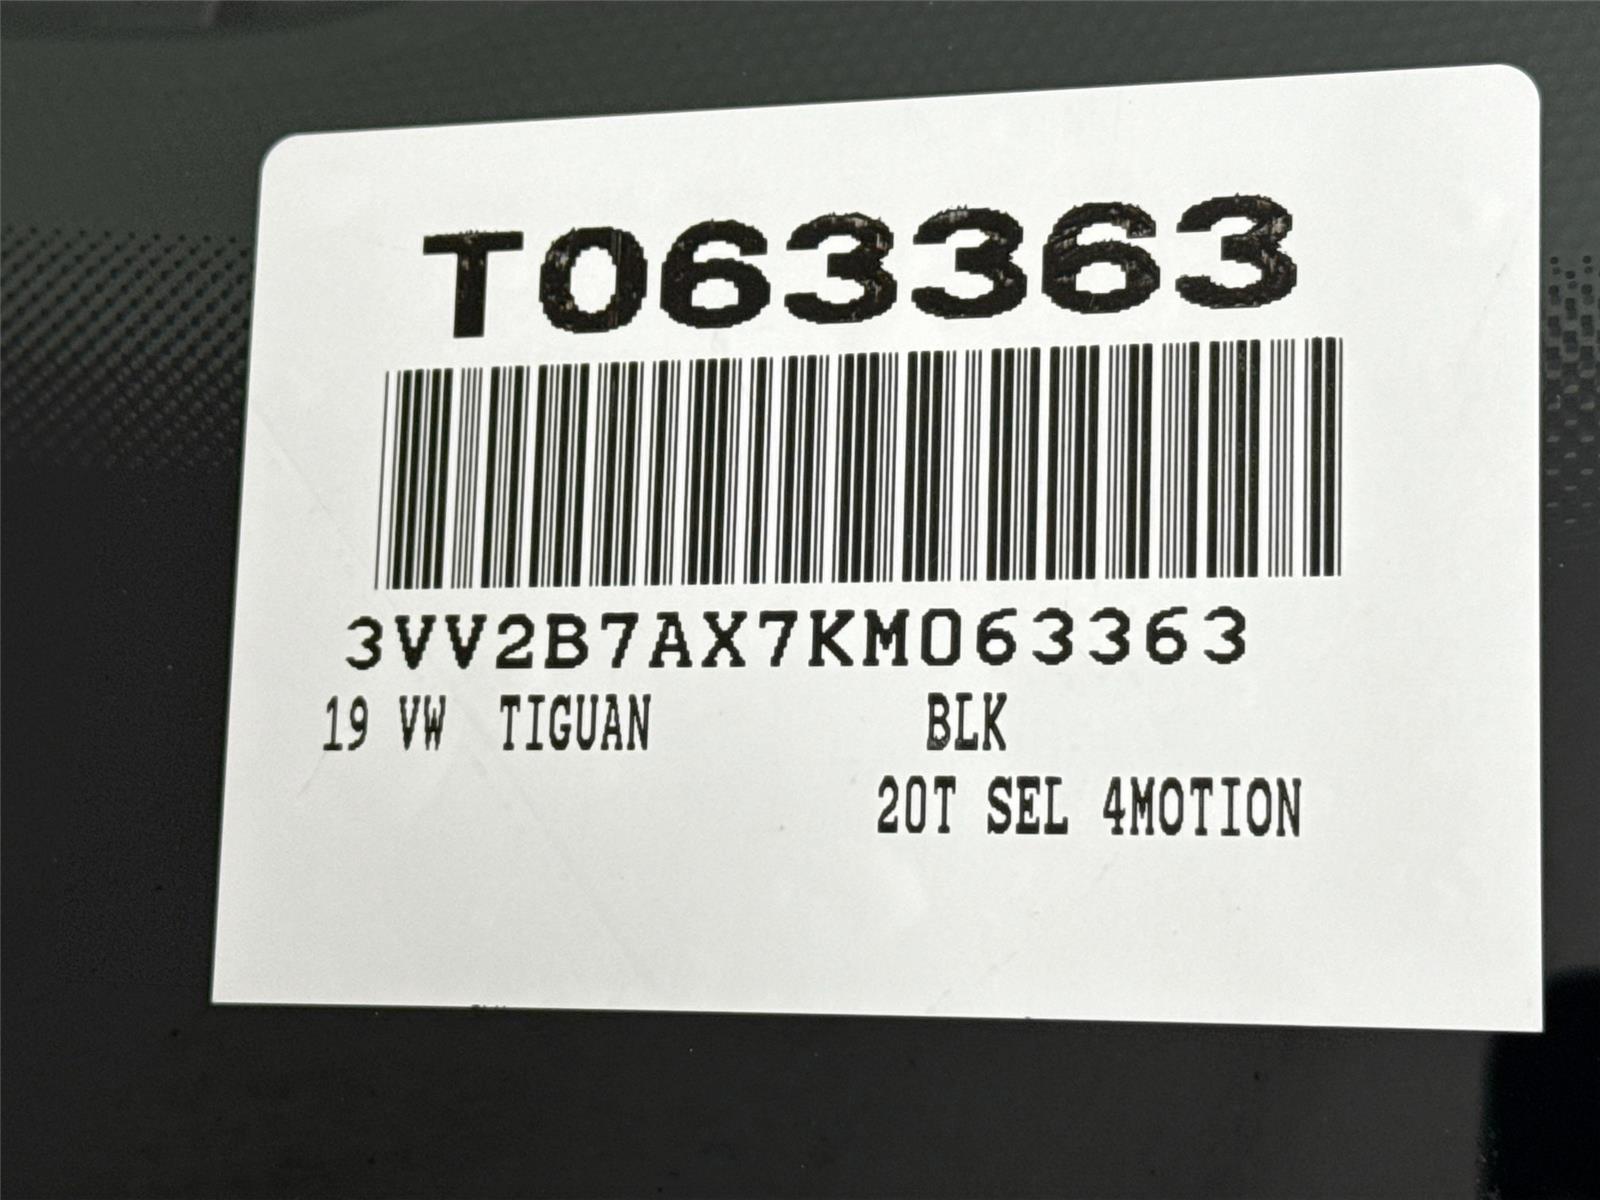 T063363
3VV2B7AX7KM063363
19 VW TIGUAN BLK
20T SEL 4MOTION